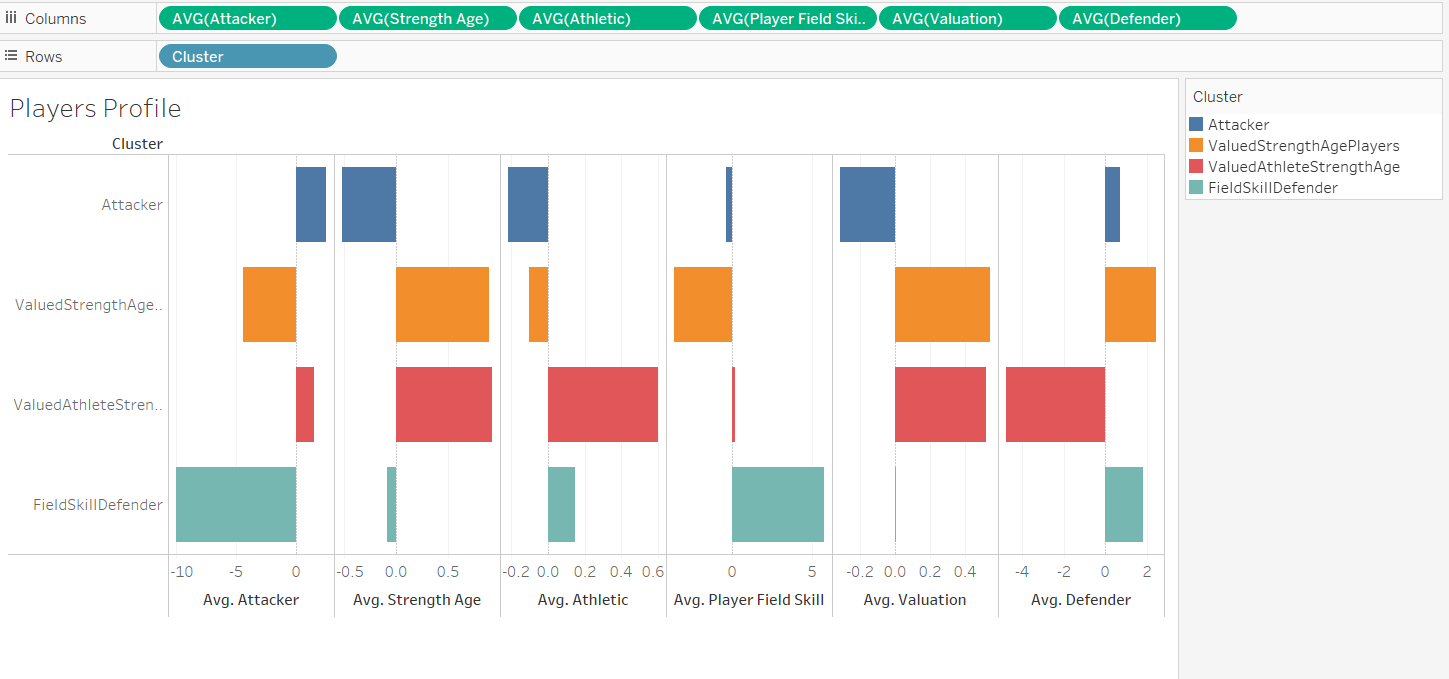 Columns
AVG(Attacker)
AVG(Strength Age)
AVG(Athletic)
AVG(Player Field Ski..
AVG(Valuation)
AVG(Defender)
Rows
Cluster
Players Profile
Cluster
Attacker
ValuedStrengthAge..
ValuedAthleteStren..
FieldSkillDefender
-10 -5 0
-0.5 0.0 0.5
-0.2 0.0 0.2 0.4 0.6
0 5
-0.2 0.0 0.2 0.4
-4 -2 0 2
Avg. Attacker
Avg. Strength Age
Avg. Athletic
Avg. Player Field Skill
Avg. Valuation
Avg. Defender
Cluster
Attacker
ValuedStrengthAgePlayers
ValuedAthleteStrengthAge
FieldSkillDefender